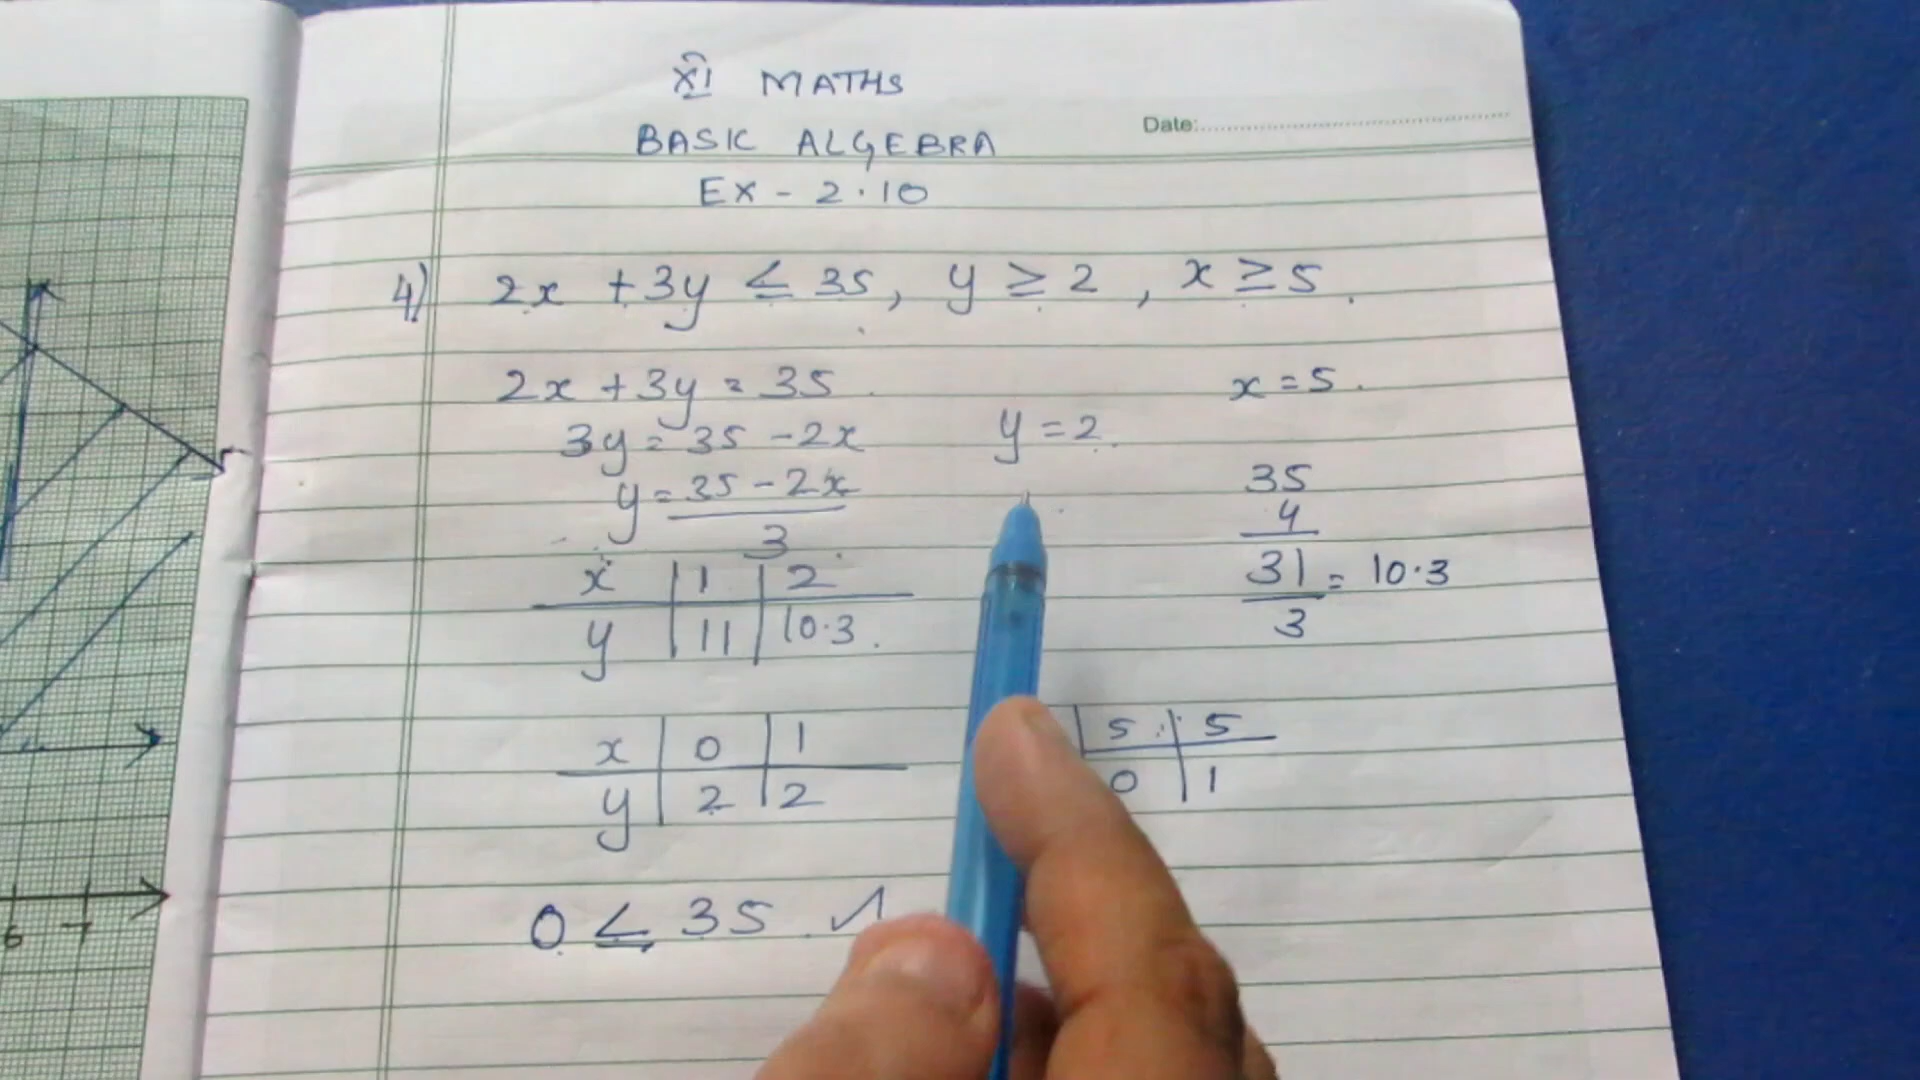 XI MATHS
Date:
BASIC ALGEBRA
EX - 2.10
4) 2x + 3y ≤ 35, y ≥ 2, x ≥ 5.
2x + 3y = 35
x = 5.
3y = 35 - 2x
y = 2.
y = 35 - 2x
3
35
4
31 = 10.3
3
x | 1 | 2
y | 11 | 10.3
x | 0 | 1
y | 2 | 2
5 | 5
0 | 1
0 ≤ 35 ✓
6 7